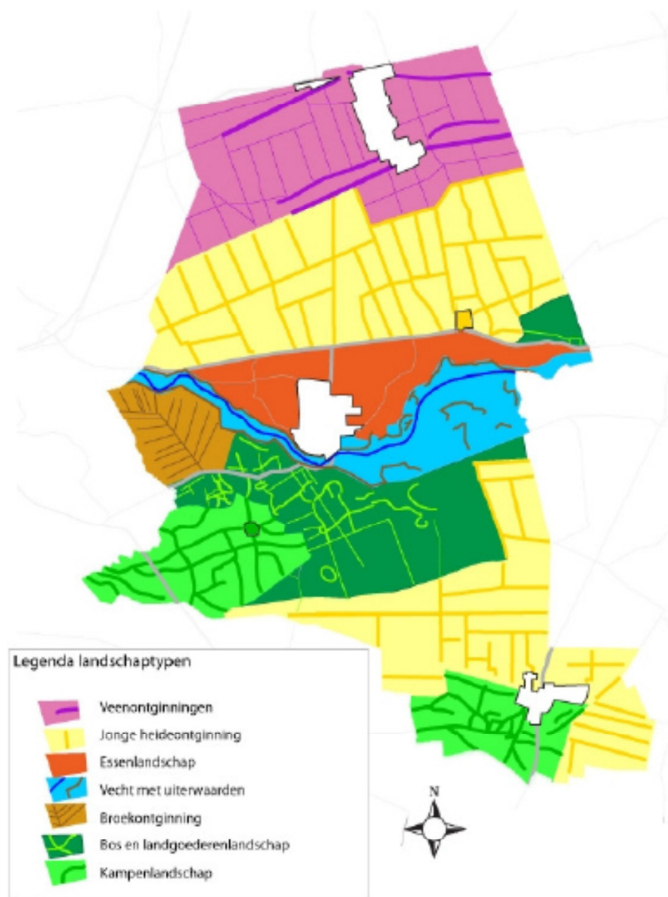 Legenda landschaptypen
Veenontginningen
Jonge heideontginning
Essenlandschap
Vecht met uiterwaarden
Broekontginning
Bos en landgoederenlandschap
Kampenlandschap
N